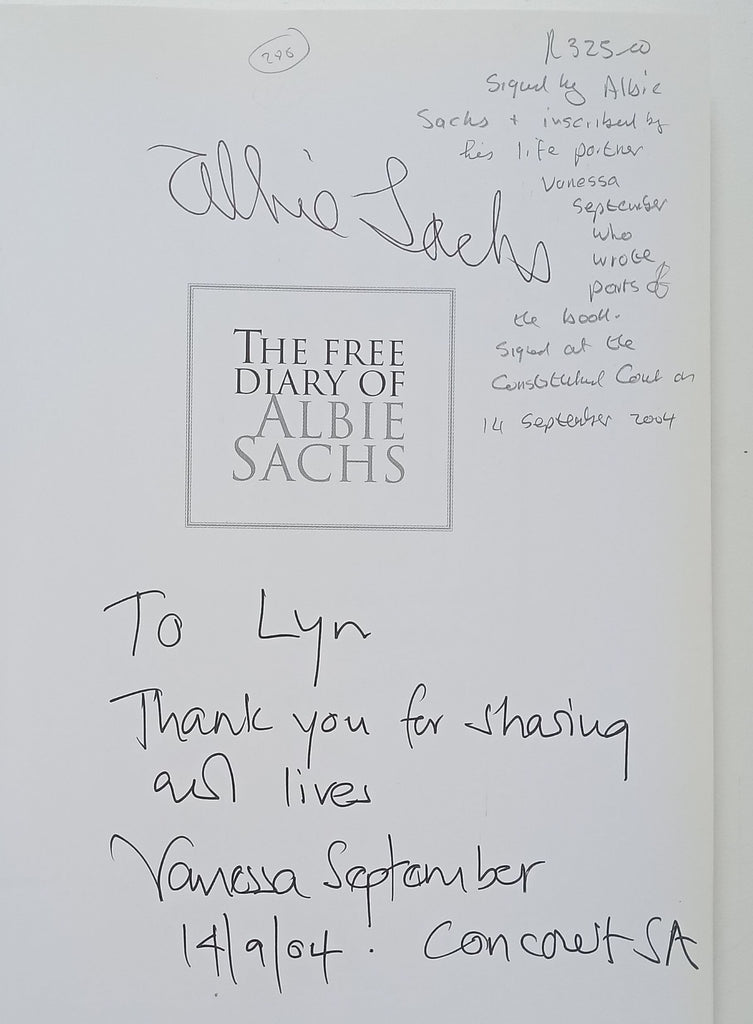 296
R325-00
Signed by Albie
Sachs + inscribed by
his life partner
Vanessa
September
who
wrote
parts of
the book.
Signed at the
Constitutional Court on
14 September 2004
Albie Sachs
THE FREE
DIARY OF
ALBIE
SACHS
To Lyn
Thank you for sharing
our lives
Vanessa September
14/9/04. Concourt SA